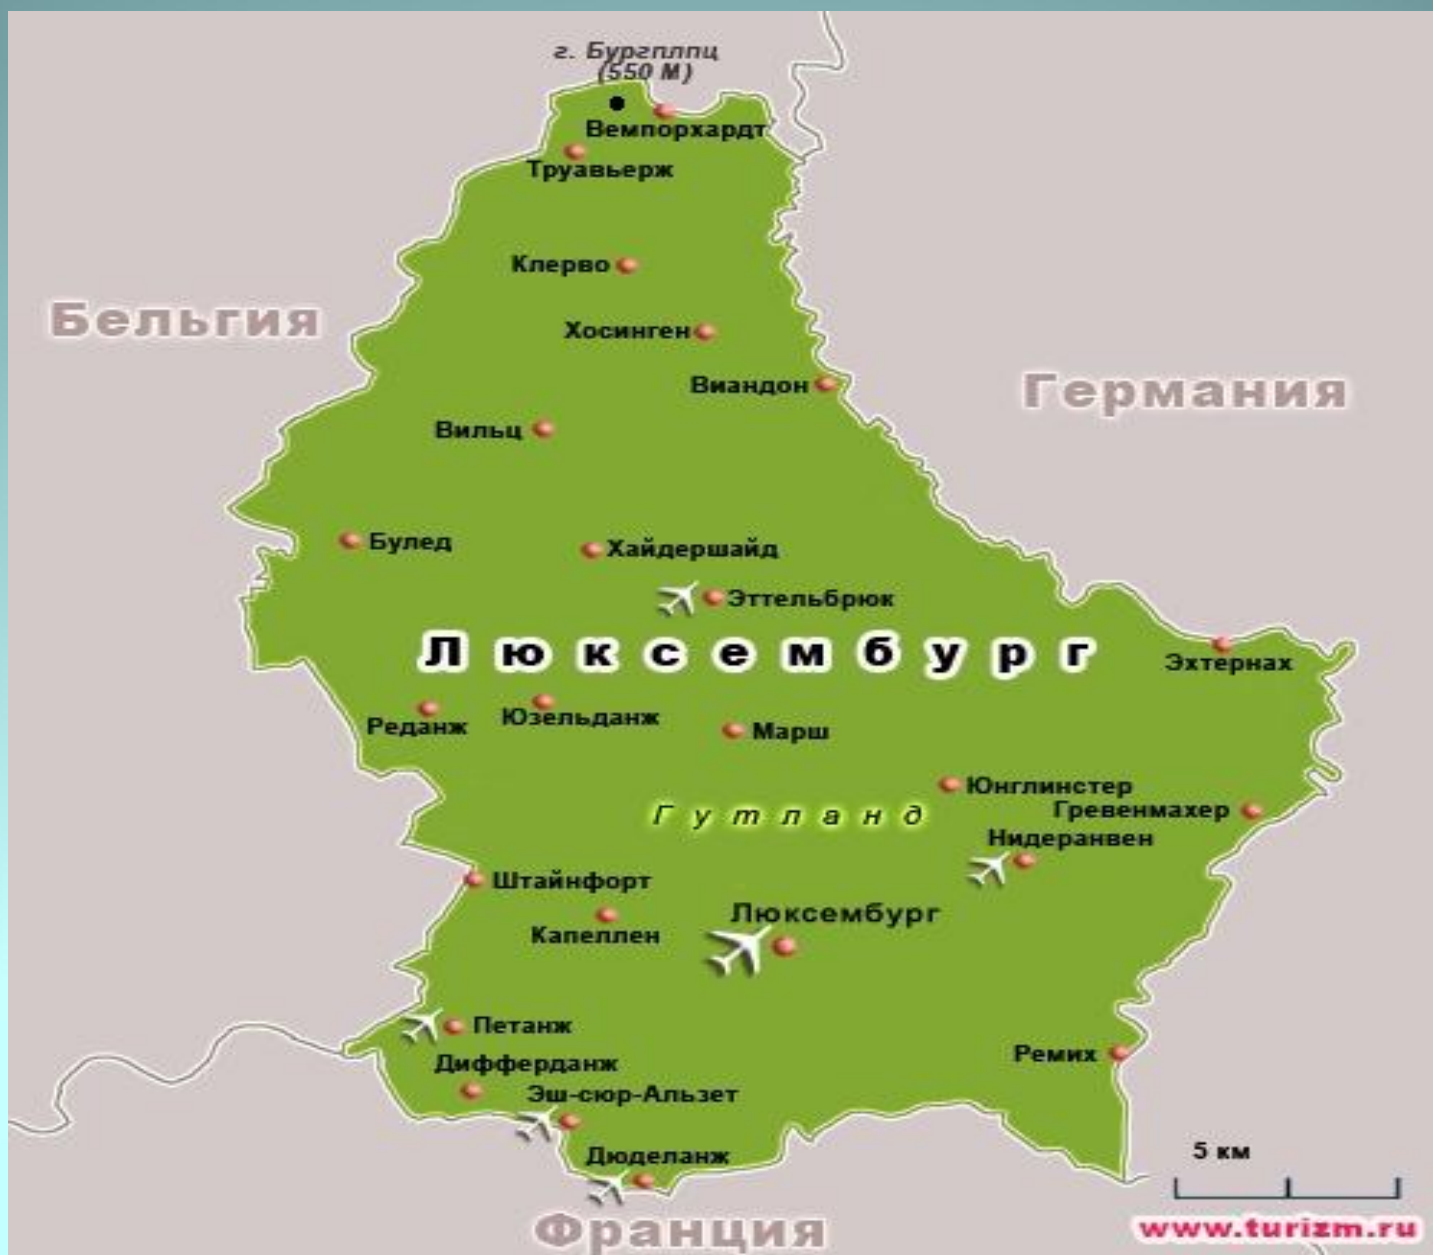 г. Бургплпц
(550 М)
Вемпорхардт
Труавьерж
Клерво
Бельгия
Хосинген
Виандон
Германия
Вильц
Булед
Хайдершайд
Эттельбрюк
Люксембург
Эхтернах
Реданж
Юзельданж
Марш
Юнглинстер
Гревенмахер
Гутланд
Нидеранвен
Штайнфорт
Люксембург
Капеллен
Петанж
Ремих
Дифферданж
Эш-сюр-Альзет
Дюделанж
5 км
Франция
www.turizm.ru